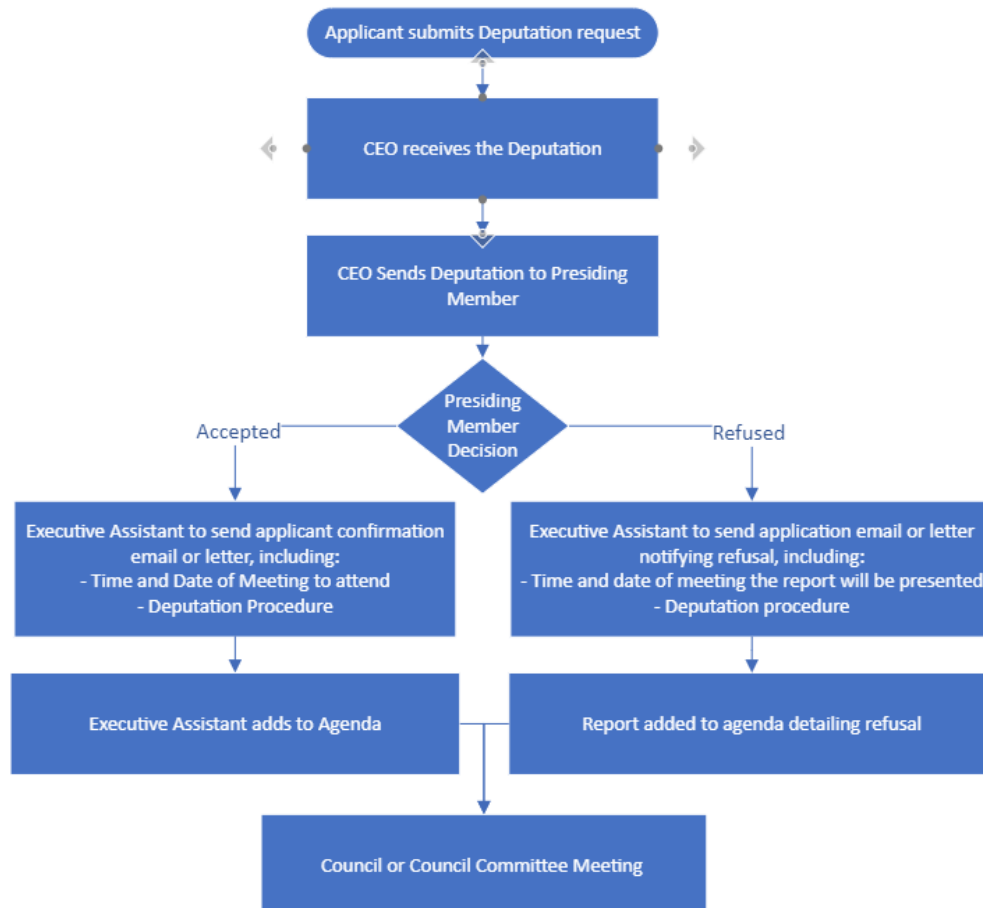 Applicant submits Deputation request
CEO receives the Deputation
CEO Sends Deputation to Presiding
Member
Presiding
Member
Decision
Accepted
Refused
Executive Assistant to send applicant confirmation
email or letter, including:
- Time and Date of Meeting to attend
- Deputation Procedure
Executive Assistant to send application email or letter
notifying refusal, including:
- Time and date of meeting the report will be presented
- Deputation procedure
Executive Assistant adds to Agenda
Report added to agenda detailing refusal
Council or Council Committee Meeting